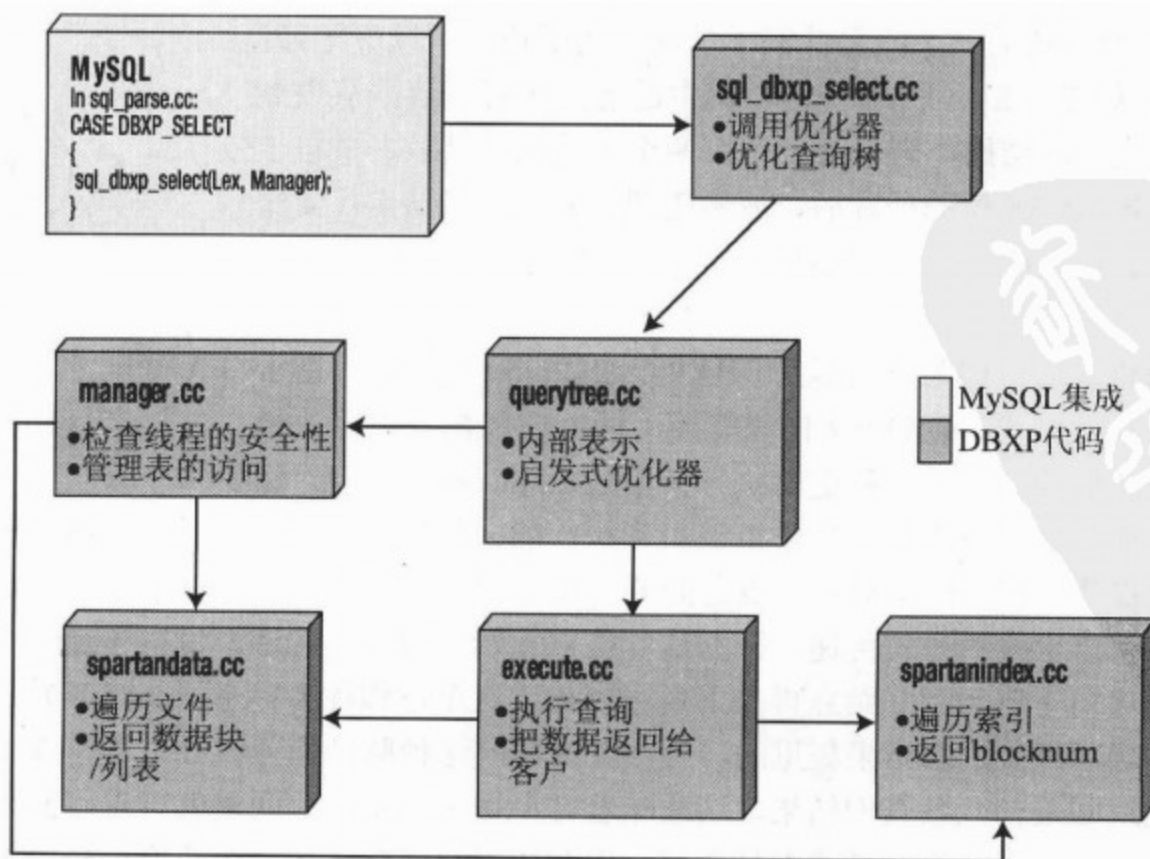 MySQL
In sql_parse.cc:
CASE DBXP_SELECT
{
sql_dbxp_select(Lex, Manager);
}
sql_dbxp_select.cc
●调用优化器
●优化查询树
manager.cc
●检查线程的安全性
●管理表的访问
querytree.cc
●内部表示
●启发式优化器
MySQL集成
DBXP代码
spartandata.cc
●遍历文件
●返回数据块
/列表
execute.cc
●执行查询
●把数据返回给
客户
spartanindex.cc
●遍历索引
●返回blocknum